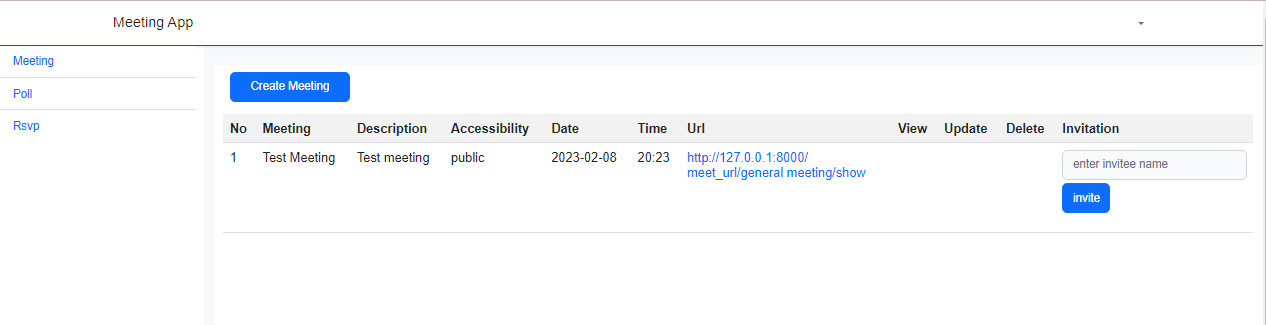 Meeting App
Meeting
Poll
Rsvp
Create Meeting
No Meeting Description Accessibility Date Time Url View Update Delete Invitation
1 Test Meeting Test meeting public 2023-02-08 20:23 http://127.0.0.1:8000/
meet_url/general meeting/show
enter invitee name
invite